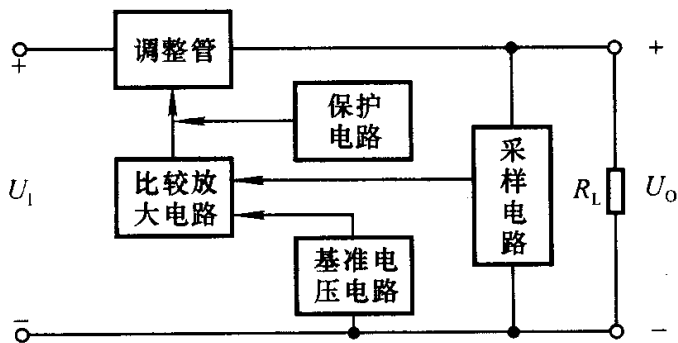 调整管
+
+
保护
电路
比较放
大电路
采
样
电
路
U_I
R_L
U_O
基准电
压电路
−
−